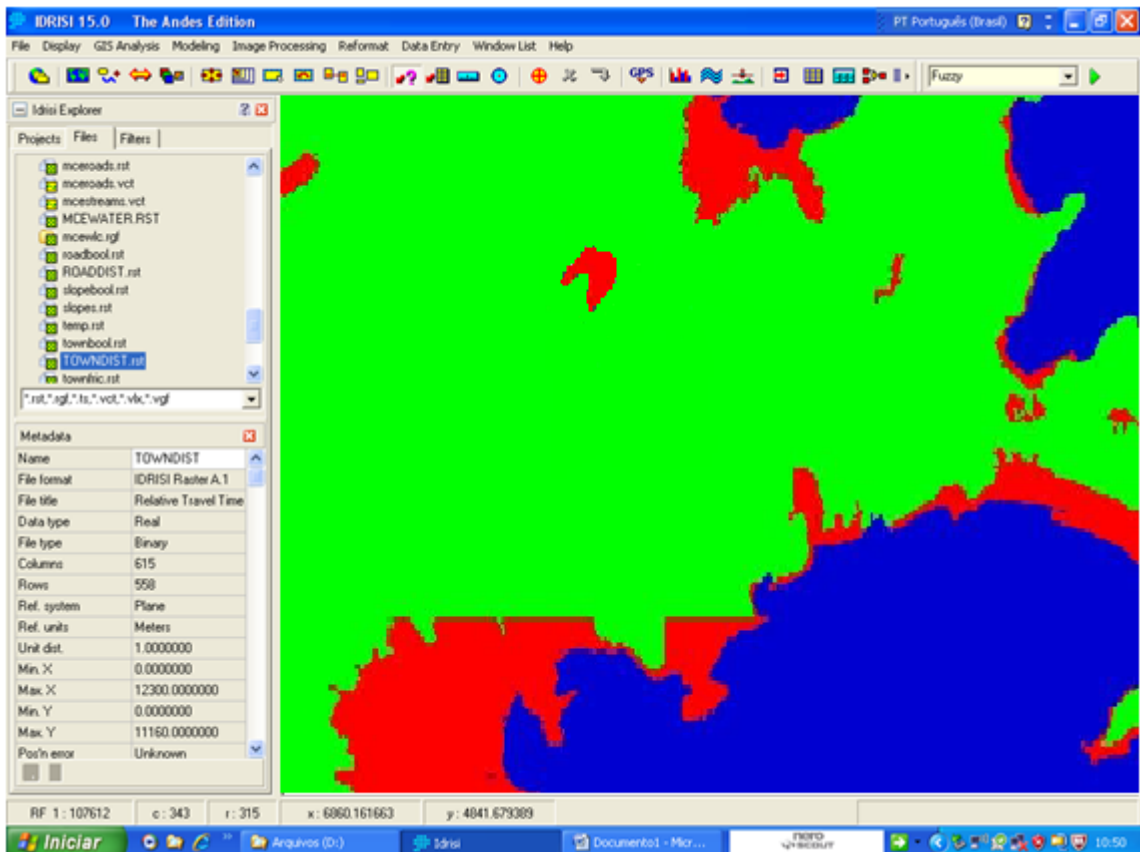 IDRISI 15.0 The Andes Edition
PT Português (Brasil)
File Display GIS Analysis Modeling Image Processing Reformat Data Entry Window List Help
GPS
Fuzzy
Idrisi Explorer
Projects Files Filters
mceroads.rst
mceroads.vct
mcestreams.vct
MCEWATER.RST
mcewlc.rgf
roadbool.rst
ROADDIST.rst
slopebool.rst
slopes.rst
temp.rst
townbool.rst
TOWNDIST.rst
townfric.rst
*.rst,*.rgf,*.ts,*.vct,*.vlx,*.vgf
Metadata
Name TOWNDIST
File format IDRISI Raster A.1
File title Relative Travel Time
Data type Real
File type Binary
Columns 615
Rows 558
Ref. system Plane
Ref. units Meters
Unit dist. 1.0000000
Min. X 0.0000000
Max. X 12300.0000000
Min. Y 0.0000000
Max. Y 11160.0000000
Pos'n error Unknown
RF 1 : 107612 c : 343 r : 315 x : 6860.161663 y : 4841.679389
Iniciar Arquivos (D:) Idrisi Documento1 - Micr... nero SCOUT 10:50